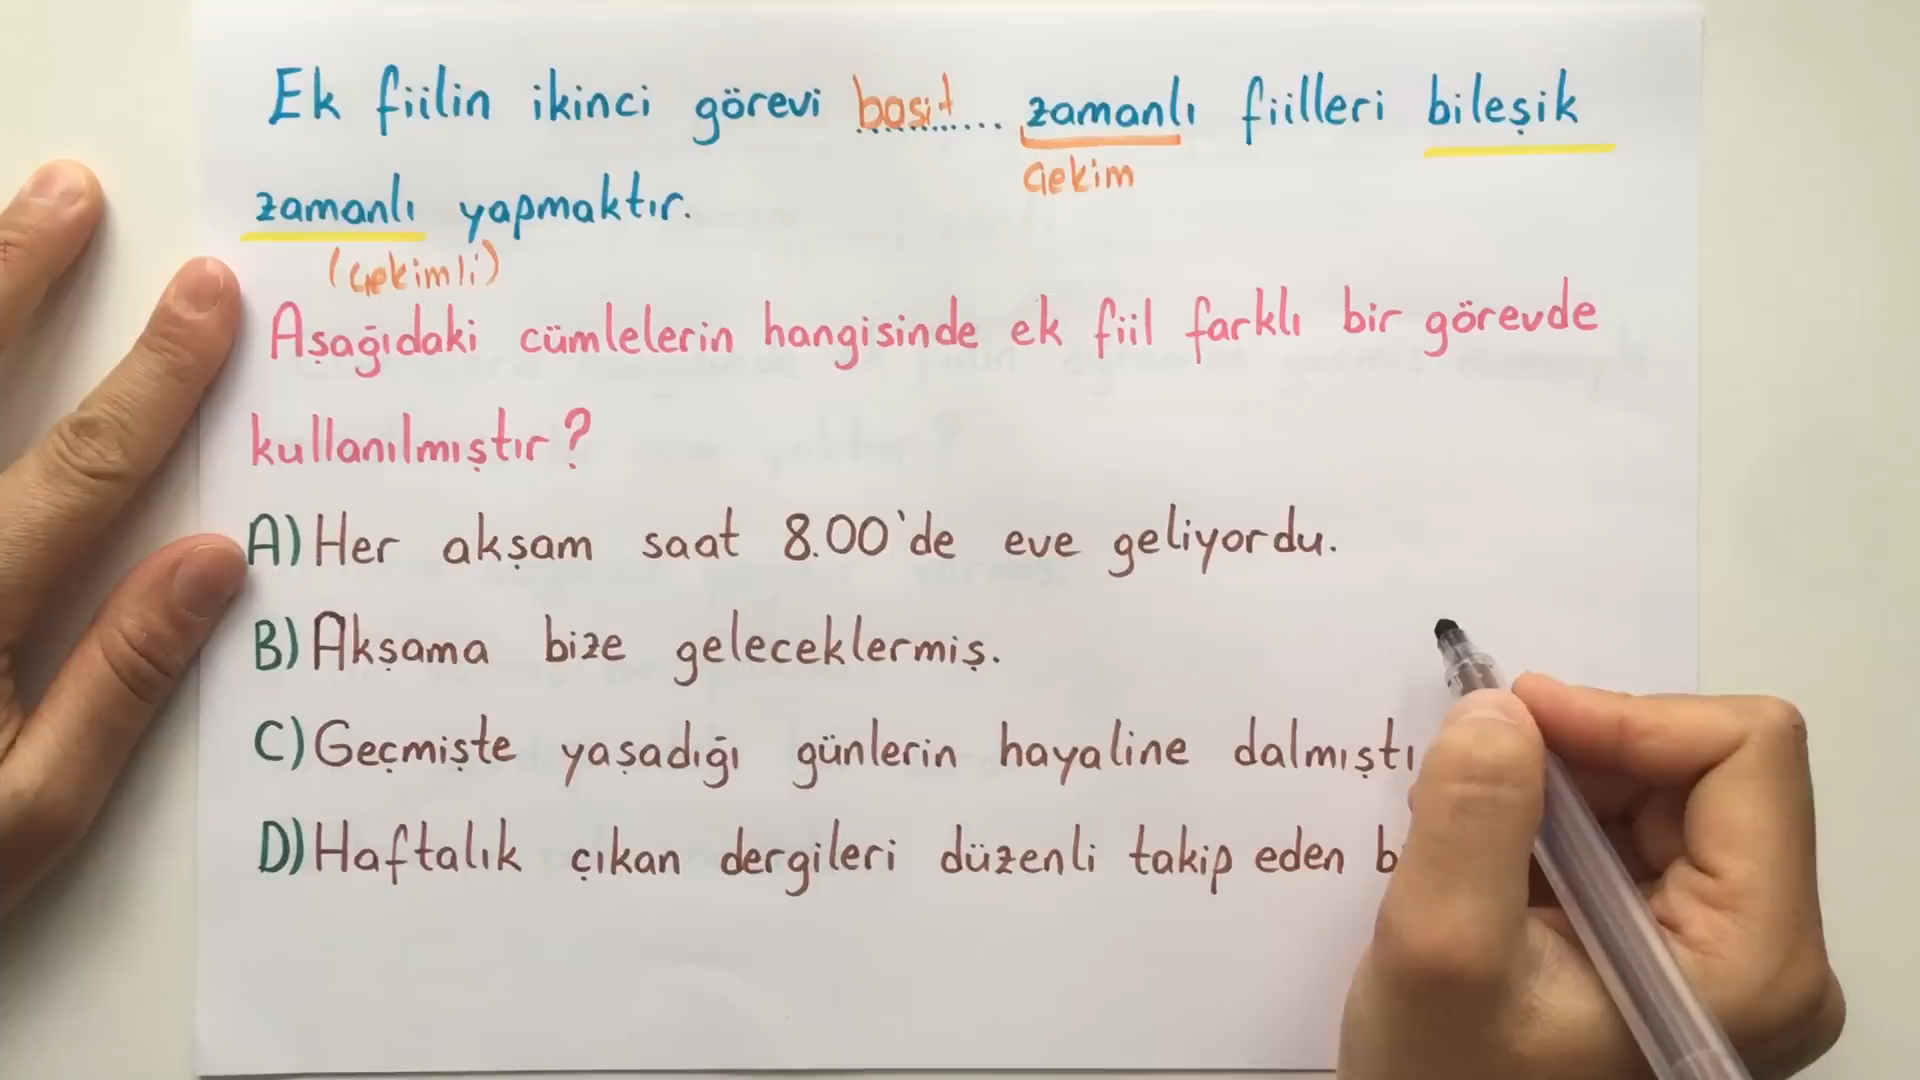 Ek fiilin ikinci görevi basit.......... zamanlı fiilleri bileşik
Çekim
zamanlı yapmaktır.
(çekimli)
Aşağıdaki cümlelerin hangisinde ek fiil farklı bir görevde
kullanılmıştır?
A) Her akşam saat 8.00'de eve geliyordu.
B) Akşama bize geleceklermiş.
C) Geçmişte yaşadığı günlerin hayaline dalmıştı
D) Haftalık çıkan dergileri düzenli takip eden